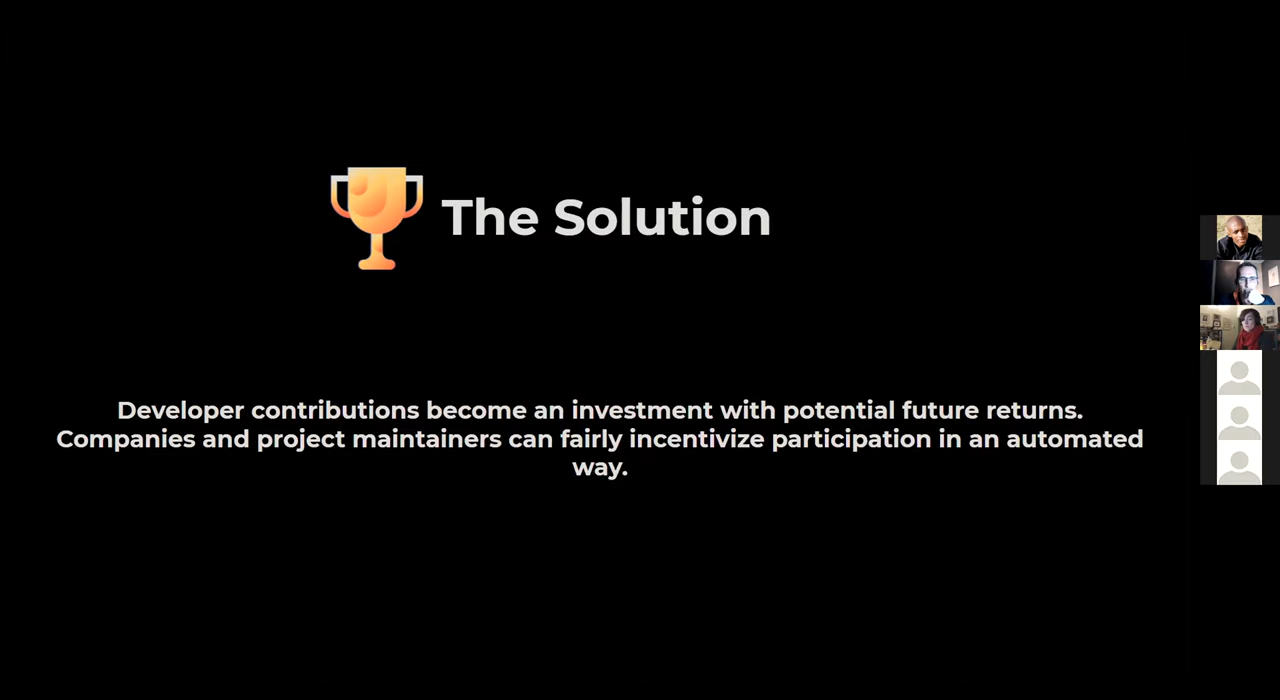 The Solution
Developer contributions become an investment with potential future returns.
Companies and project maintainers can fairly incentivize participation in an automated
way.